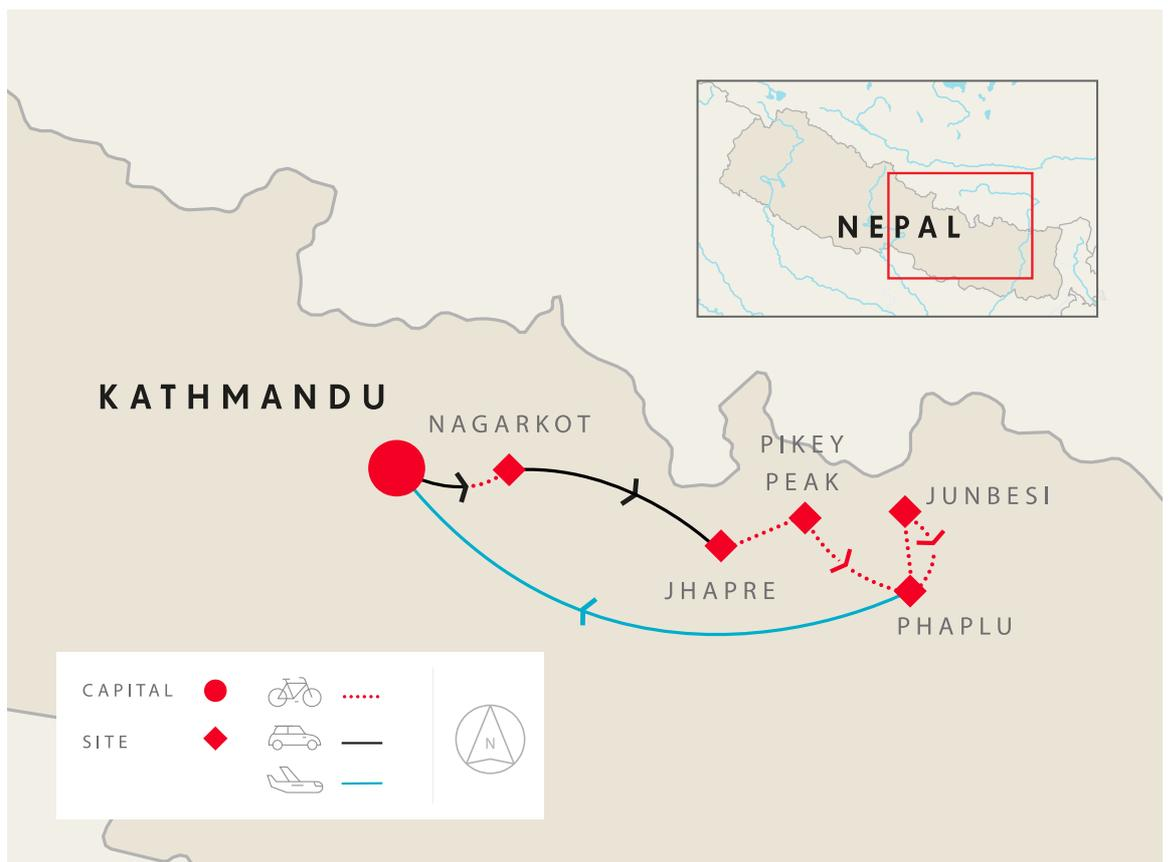 NEPAL
KATHMANDU
NAGARKOT
PIKEY
PEAK
JUNBESI
JHAPRE
PHAPLU
CAPITAL
SITE
N